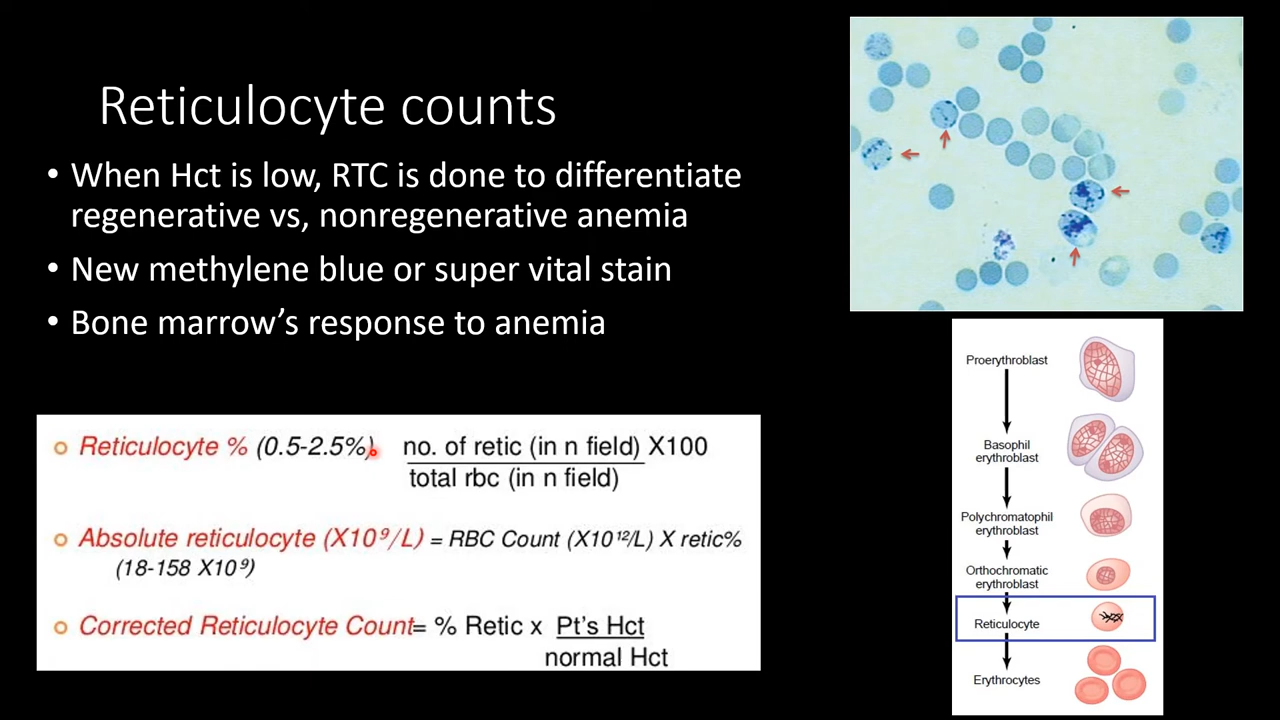 Reticulocyte counts
• When Hct is low, RTC is done to differentiate
regenerative vs, nonregenerative anemia
• New methylene blue or super vital stain
• Bone marrow’s response to anemia
Reticulocyte % (0.5-2.5%) no. of retic (in n field) X100
total rbc (in n field)
Absolute reticulocyte (X10⁹/L) = RBC Count (X10¹²/L) X retic%
(18-158 X10⁹)
Corrected Reticulocyte Count= % Retic x Pt’s Hct
normal Hct
Proerythroblast
Basophil
erythroblast
Polychromatophil
erythroblast
Orthochromatic
erythroblast
Reticulocyte
Erythrocytes